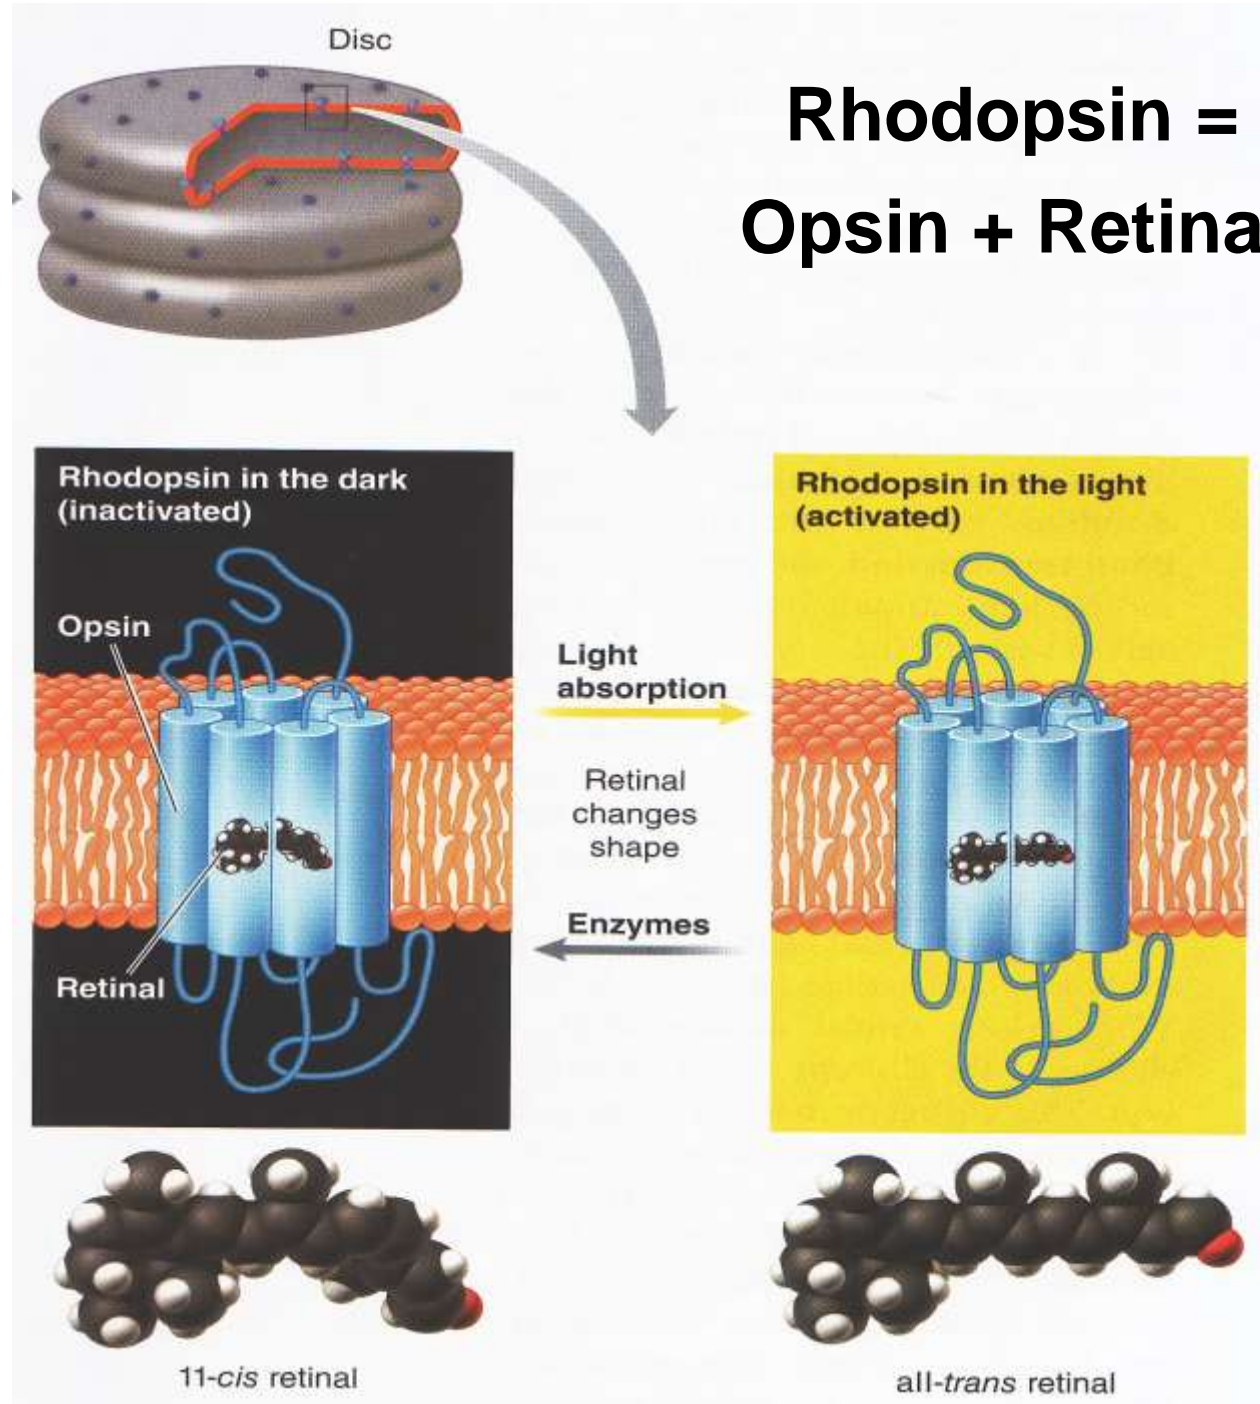 Disc
Rhodopsin =
Opsin + Retina
Rhodopsin in the dark
(inactivated)
Opsin
Retinal
Light
absorption
Retinal
changes
shape
Enzymes
Rhodopsin in the light
(activated)
11-cis retinal
all-trans retinal